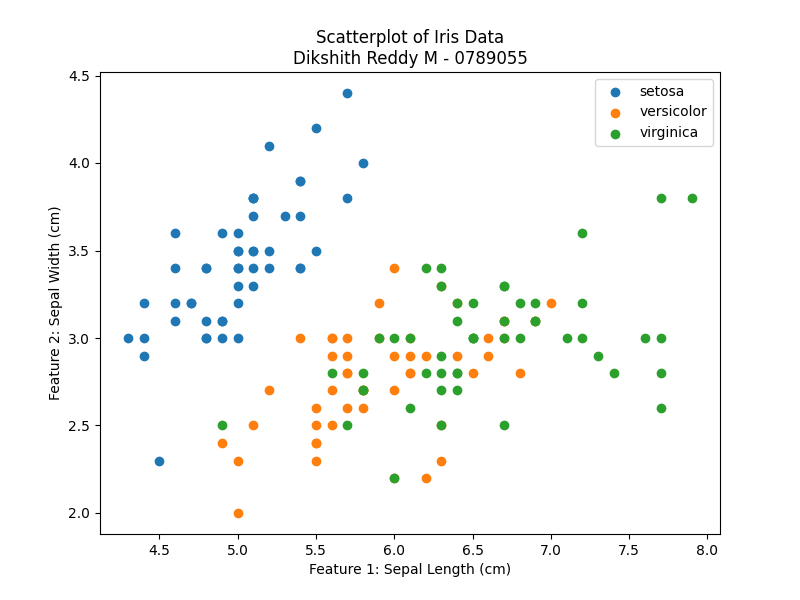 Scatterplot of Iris Data
Dikshith Reddy M - 0789055
setosa
versicolor
virginica
4.5
4.0
3.5
3.0
2.5
2.0
Feature 2: Sepal Width (cm)
4.5 5.0 5.5 6.0 6.5 7.0 7.5 8.0
Feature 1: Sepal Length (cm)